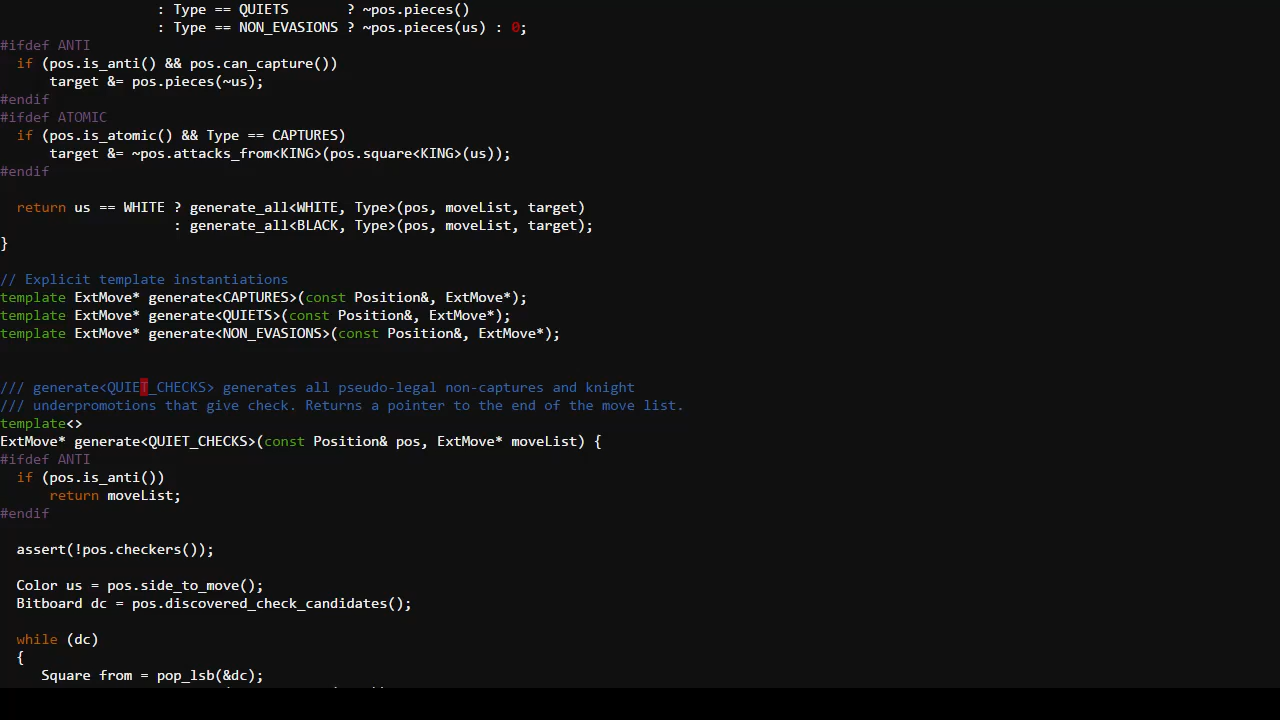 : Type == QUIETS       ? ~pos.pieces()
: Type == NON_EVASIONS ? ~pos.pieces(us) : 0;
#ifdef ANTI
  if (pos.is_anti() && pos.can_capture())
      target &= pos.pieces(~us);
#endif
#ifdef ATOMIC
  if (pos.is_atomic() && Type == CAPTURES)
      target &= ~pos.attacks_from<KING>(pos.square<KING>(us));
#endif
  return us == WHITE ? generate_all<WHITE, Type>(pos, moveList, target)
                     : generate_all<BLACK, Type>(pos, moveList, target);
}
// Explicit template instantiations
template ExtMove* generate<CAPTURES>(const Position&, ExtMove*);
template ExtMove* generate<QUIETS>(const Position&, ExtMove*);
template ExtMove* generate<NON_EVASIONS>(const Position&, ExtMove*);
/// generate<QUIET_CHECKS> generates all pseudo-legal non-captures and knight
/// underpromotions that give check. Returns a pointer to the end of the move list.
template<>
ExtMove* generate<QUIET_CHECKS>(const Position& pos, ExtMove* moveList) {
#ifdef ANTI
  if (pos.is_anti())
      return moveList;
#endif
  assert(!pos.checkers());
  Color us = pos.side_to_move();
  Bitboard dc = pos.discovered_check_candidates();
  while (dc)
  {
     Square from = pop_lsb(&dc);